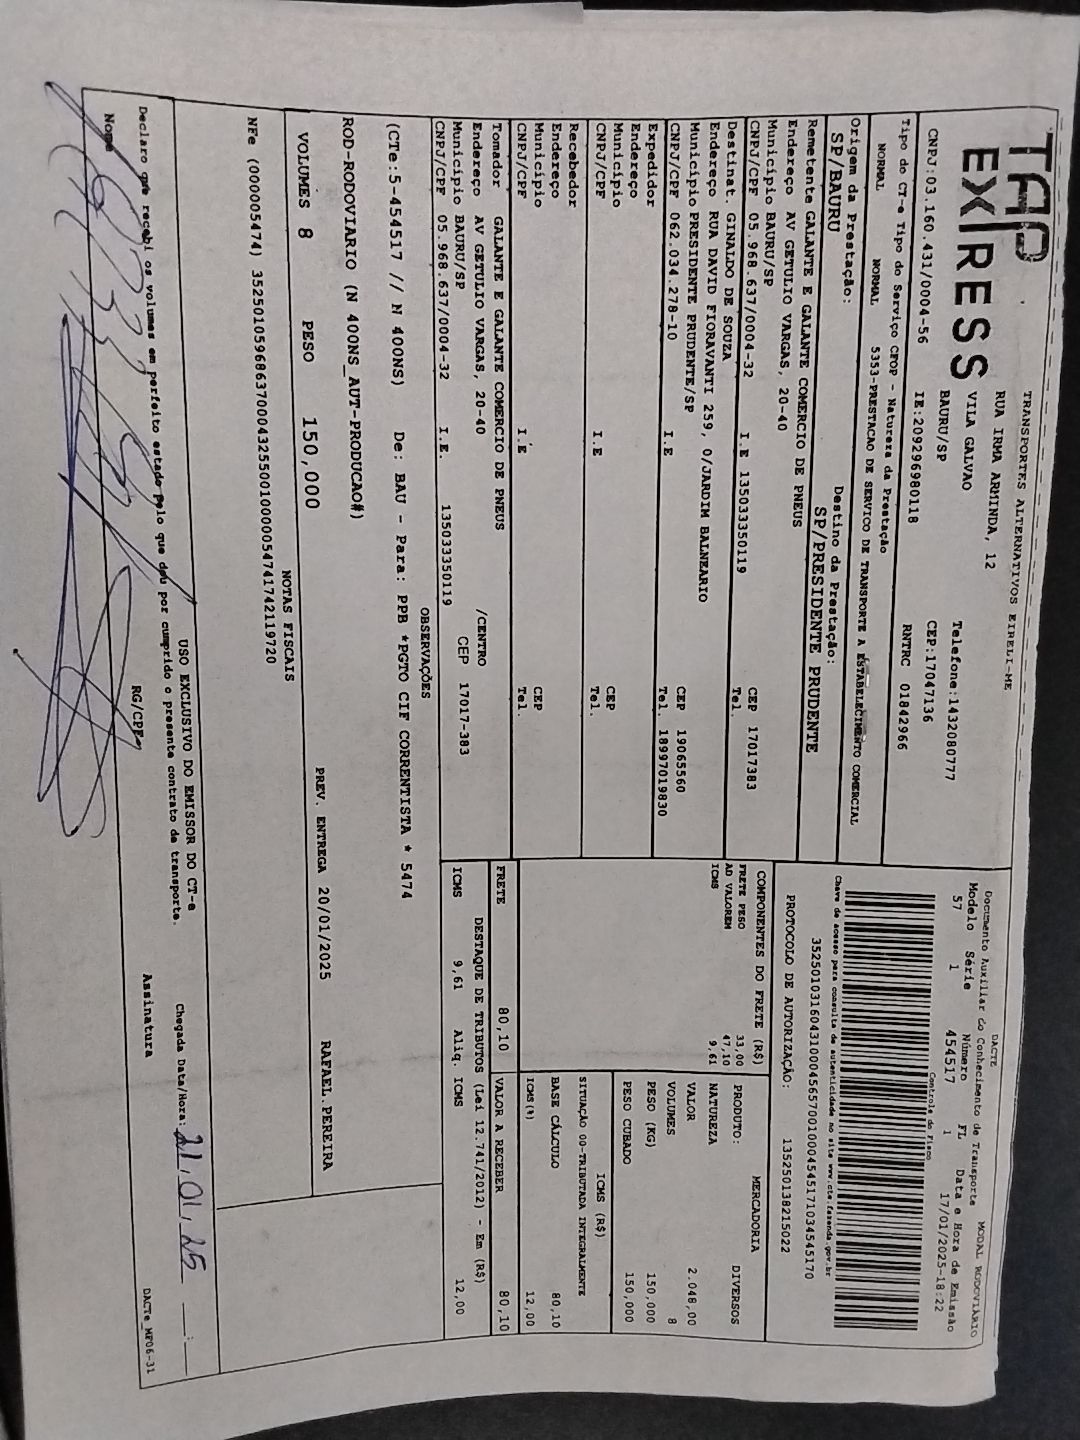 TAP
EXPRESS
TRANSPORTES ALTERNATIVOS EIRELI-ME
RUA IRMA ARMINDA, 12
VILA GALVAO
BAURU/SP
Telefone:1432080777
CEP:17047136
CNPJ:03.160.431/0004-56
IE:209296980118
RNTRC 01842966
Tipo do CT-e Tipo do Serviço CFOP - Natureza da Prestação
NORMAL NORMAL 5353-PRESTACAO DE SERVICO DE TRANSPORTE A ESTABELECIMENTO COMERCIAL
Origem da Prestação: Destino da Prestação:
SP/BAURU SP/PRESIDENTE PRUDENTE
Remetente GALANTE E GALANTE COMERCIO DE PNEUS
Endereço AV GETULIO VARGAS, 20-40
Município BAURU/SP CEP 17017383
CNPJ/CPF 05.968.637/0004-32 I.E 135033350119 Tel.
Destinat. GINALDO DE SOUZA
Endereço RUA DAVID FIORAVANTI 259, 0/JARDIM BALNEARIO
Município PRESIDENTE PRUDENTE/SP CEP 19065560
CNPJ/CPF 062.034.278-10 I.E Tel. 18997019830
Expedidor
Endereço
Município CEP
CNPJ/CPF I.E Tel.
Recebedor
Endereço
Município CEP
CNPJ/CPF I.E Tel.
Tomador GALANTE E GALANTE COMERCIO DE PNEUS
Endereço AV GETULIO VARGAS, 20-40 /CENTRO
Município BAURU/SP CEP 17017-383
CNPJ/CPF 05.968.637/0004-32 I.E. 135033350119
DACTE MODAL RODOVIÁRIO
Documento Auxiliar do Conhecimento de Transporte
Modelo Série Número FL Data e Hora de Emissão
57 1 454517 1 17/01/2025-18:22
Controle do Fisco
Chave de acesso para consulta de autenticidade no site www.cte.fazenda.gov.br
35250103160431000456570010004545171034545170
PROTOCOLO DE AUTORIZAÇÃO: 135250138215022
COMPONENTES DO FRETE (R$)
FRETE PESO 33,00
AD VALOREM 47,10
ICMS 9,61
MERCADORIA
PRODUTO: DIVERSOS
NATUREZA
VALOR 2.048,00
VOLUMES 8
PESO (KG) 150,000
PESO CUBADO 150,000
ICMS (R$)
SITUAÇÃO 00-TRIBUTADA INTEGRALMENTE
BASE CÁLCULO 80,10
ICMS(%) 12,00
FRETE 80,10 VALOR A RECEBER 80,10
DESTAQUE DE TRIBUTOS (Lei 12.741/2012) - Em (R$)
ICMS 9,61 Aliq. ICMS 12,00
OBSERVAÇÕES
(CTe:5-454517 // N 400NS) De: BAU - Para: PPB *PGTO CIF CORRENTISTA * 5474
ROD-RODOVIARIO (N 400NS_AUT-PRODUCAO#)
VOLUMES 8 PESO 150,000 PREV. ENTREGA 20/01/2025 RAFAEL.PEREIRA
NOTAS FISCAIS
NFe (000005474) 35250105968637000432550010000054741742119720
USO EXCLUSIVO DO EMISSOR DO CT-e
Declaro que recebi os volumes em perfeito estado pelo que dou por cumprido o presente contrato de transporte.
Chegada Data/Hora: 21,01,25 __:__
Nome RG/CPF Assinatura DACTe_MF06-31